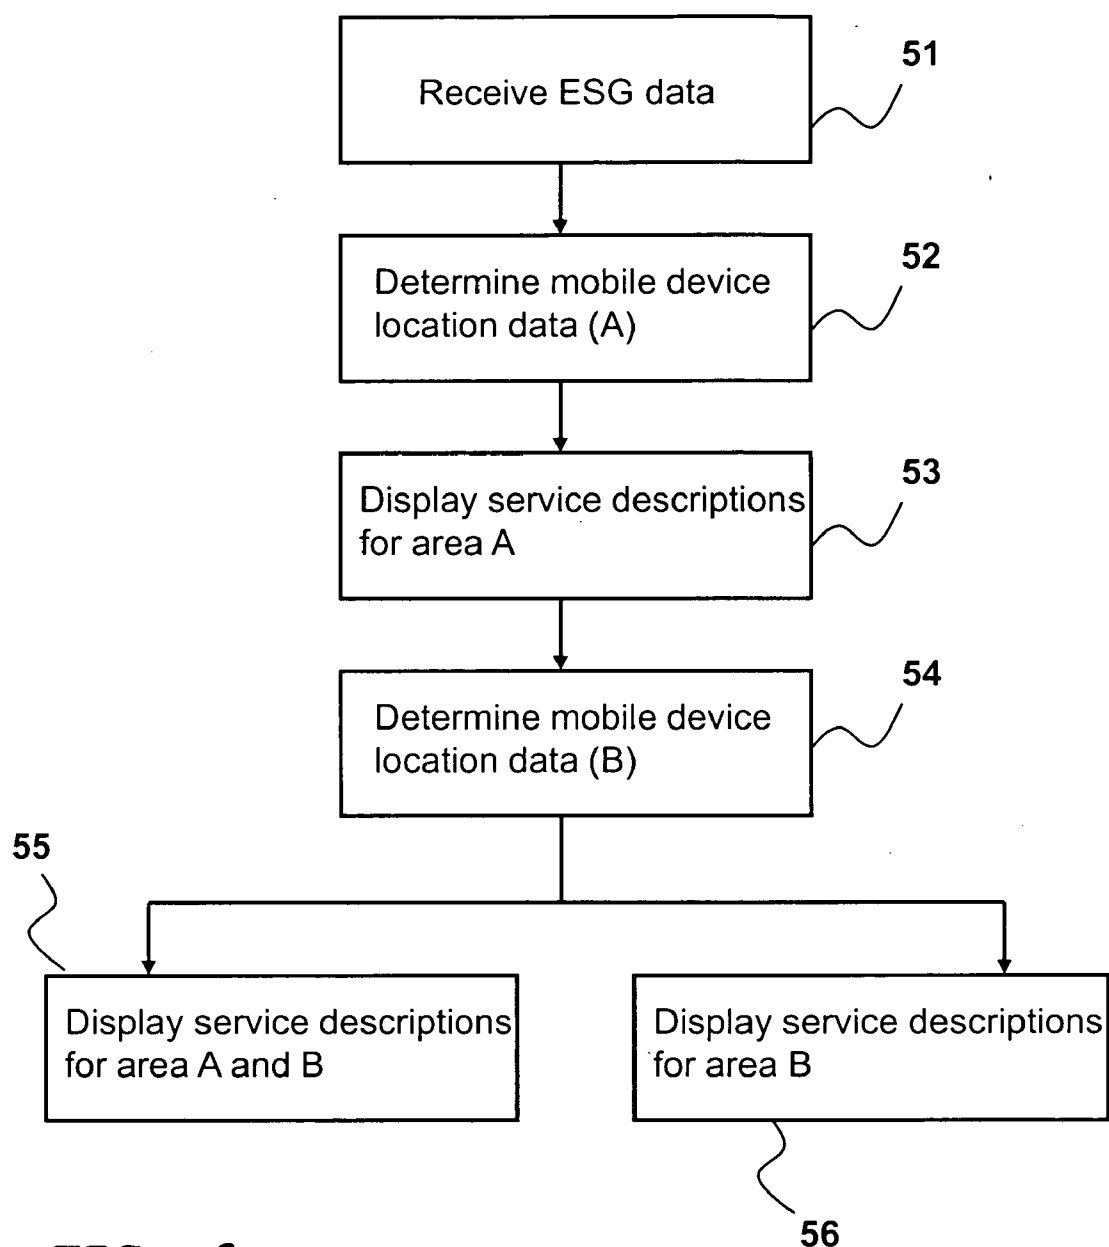 Receive ESG data
51
Determine mobile device
location data (A)
52
Display service descriptions
for area A
53
Determine mobile device
location data (B)
54
55
Display service descriptions
for area A and B
Display service descriptions
for area B
56